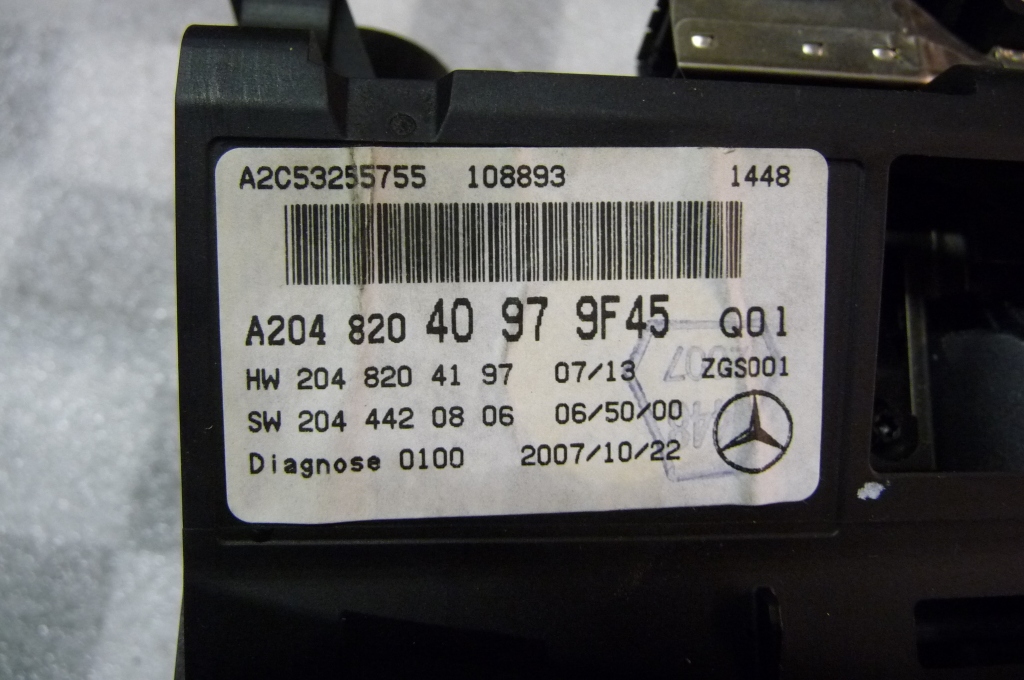 A2C53255755 108893 1448
A204 820 40 97 9F45 Q01
HW 204 820 41 97 07/13 ZGS001
SW 204 442 08 06 06/50/00
Diagnose 0100 2007/10/22